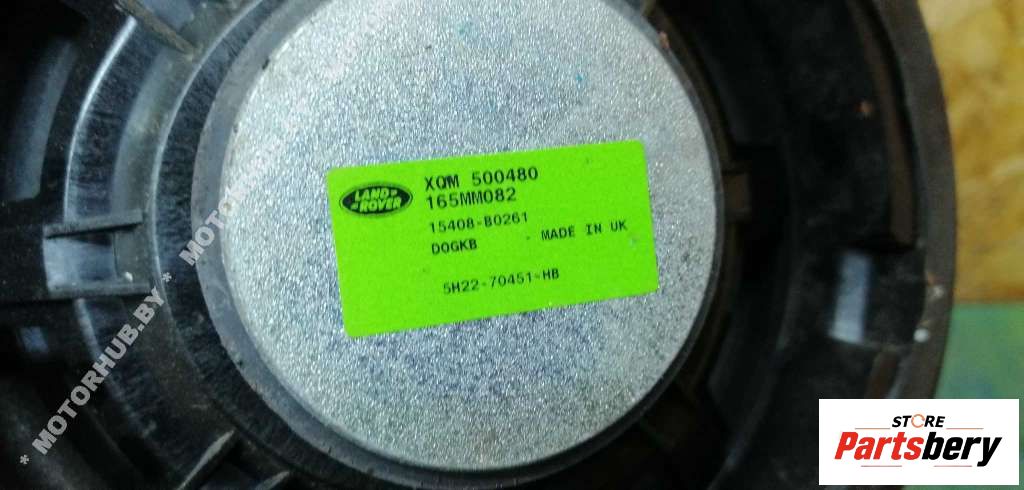 LAND
ROVER
XQM 500480
165MM082
15408-B0261
D0GKB - MADE IN UK
5H22-70451-HB
* MOTORHUB.BY * MOTORHUB.BY
STORE
Partsbery